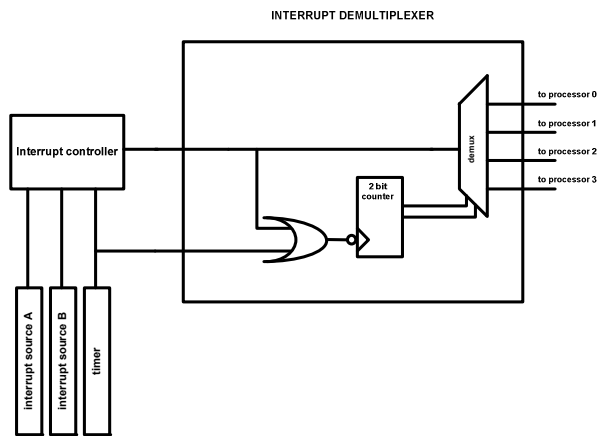 INTERRUPT DEMULTIPLEXER
to processor 0
to processor 1
to processor 2
to processor 3
Interrupt controller
demux
2 bit
counter
interrupt source A
interrupt source B
timer